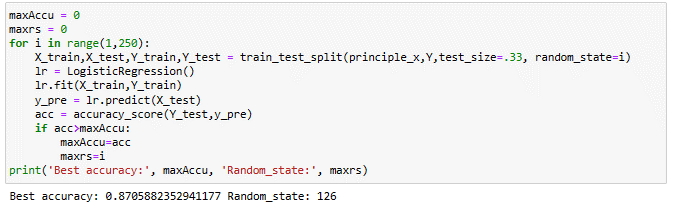 maxAccu = 0
maxrs = 0
for i in range(1,250):
    X_train,X_test,Y_train,Y_test = train_test_split(principle_x,Y,test_size=.33, random_state=i)
    lr = LogisticRegression()
    lr.fit(X_train,Y_train)
    y_pre = lr.predict(X_test)
    acc = accuracy_score(Y_test,y_pre)
    if acc>maxAccu:
        maxAccu=acc
        maxrs=i
print('Best accuracy:', maxAccu, 'Random_state:', maxrs)
Best accuracy: 0.8705882352941177 Random_state: 126